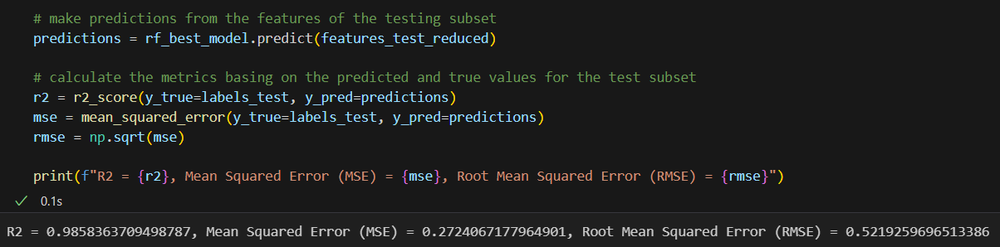 # make predictions from the features of the testing subset
predictions = rf_best_model.predict(features_test_reduced)
# calculate the metrics basing on the predicted and true values for the test subset
r2 = r2_score(y_true=labels_test, y_pred=predictions)
mse = mean_squared_error(y_true=labels_test, y_pred=predictions)
rmse = np.sqrt(mse)
print(f"R2 = {r2}, Mean Squared Error (MSE) = {mse}, Root Mean Squared Error (RMSE) = {rmse}")
✓ 0.1s
R2 = 0.9858363709498787, Mean Squared Error (MSE) = 0.2724067177964901, Root Mean Squared Error (RMSE) = 0.5219259696513386